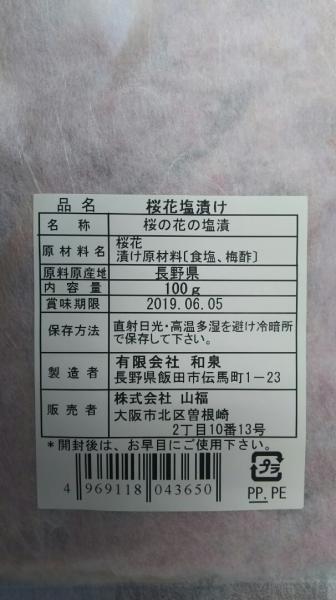 品名 桜花塩漬け
名称 桜の花の塩漬
原材料名 桜花
漬け原材料〔食塩、梅酢〕
原料原産地 長野県
内容量 100g
賞味期限 2019.06.05
保存方法 直射日光・高温多湿を避け冷暗所
で保存して下さい。
製造者 有限会社 和泉
長野県飯田市伝馬町1-23
販売者 株式会社 山福
大阪市北区曽根崎
2丁目10番13号
*開封後は、お早目にご使用下さい。
4 969118 043650
プラ
PP. PE